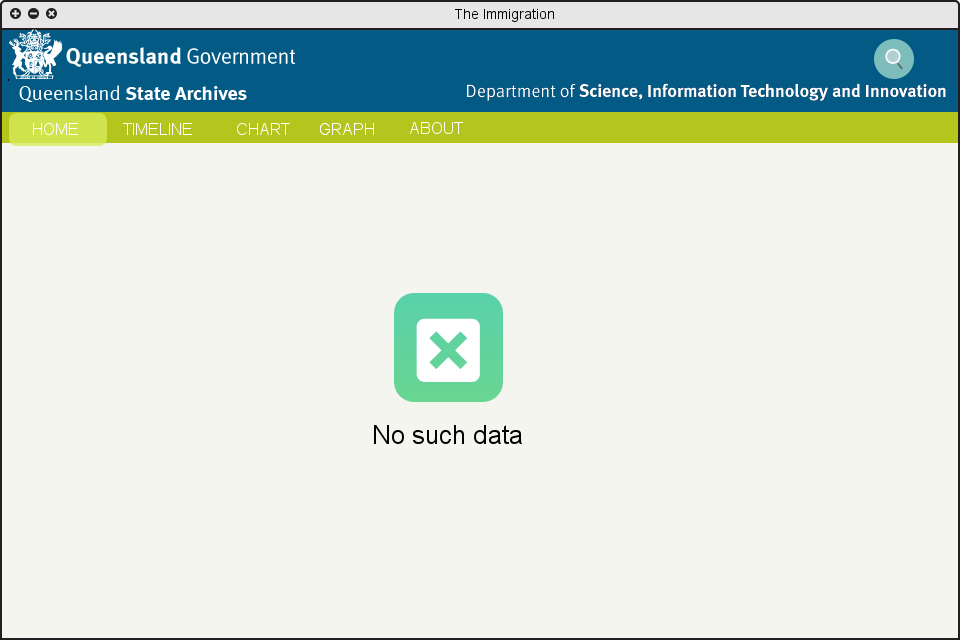 The Immigration
Queensland Government
Queensland State Archives
Department of Science, Information Technology and Innovation
HOME TIMELINE CHART GRAPH ABOUT
No such data